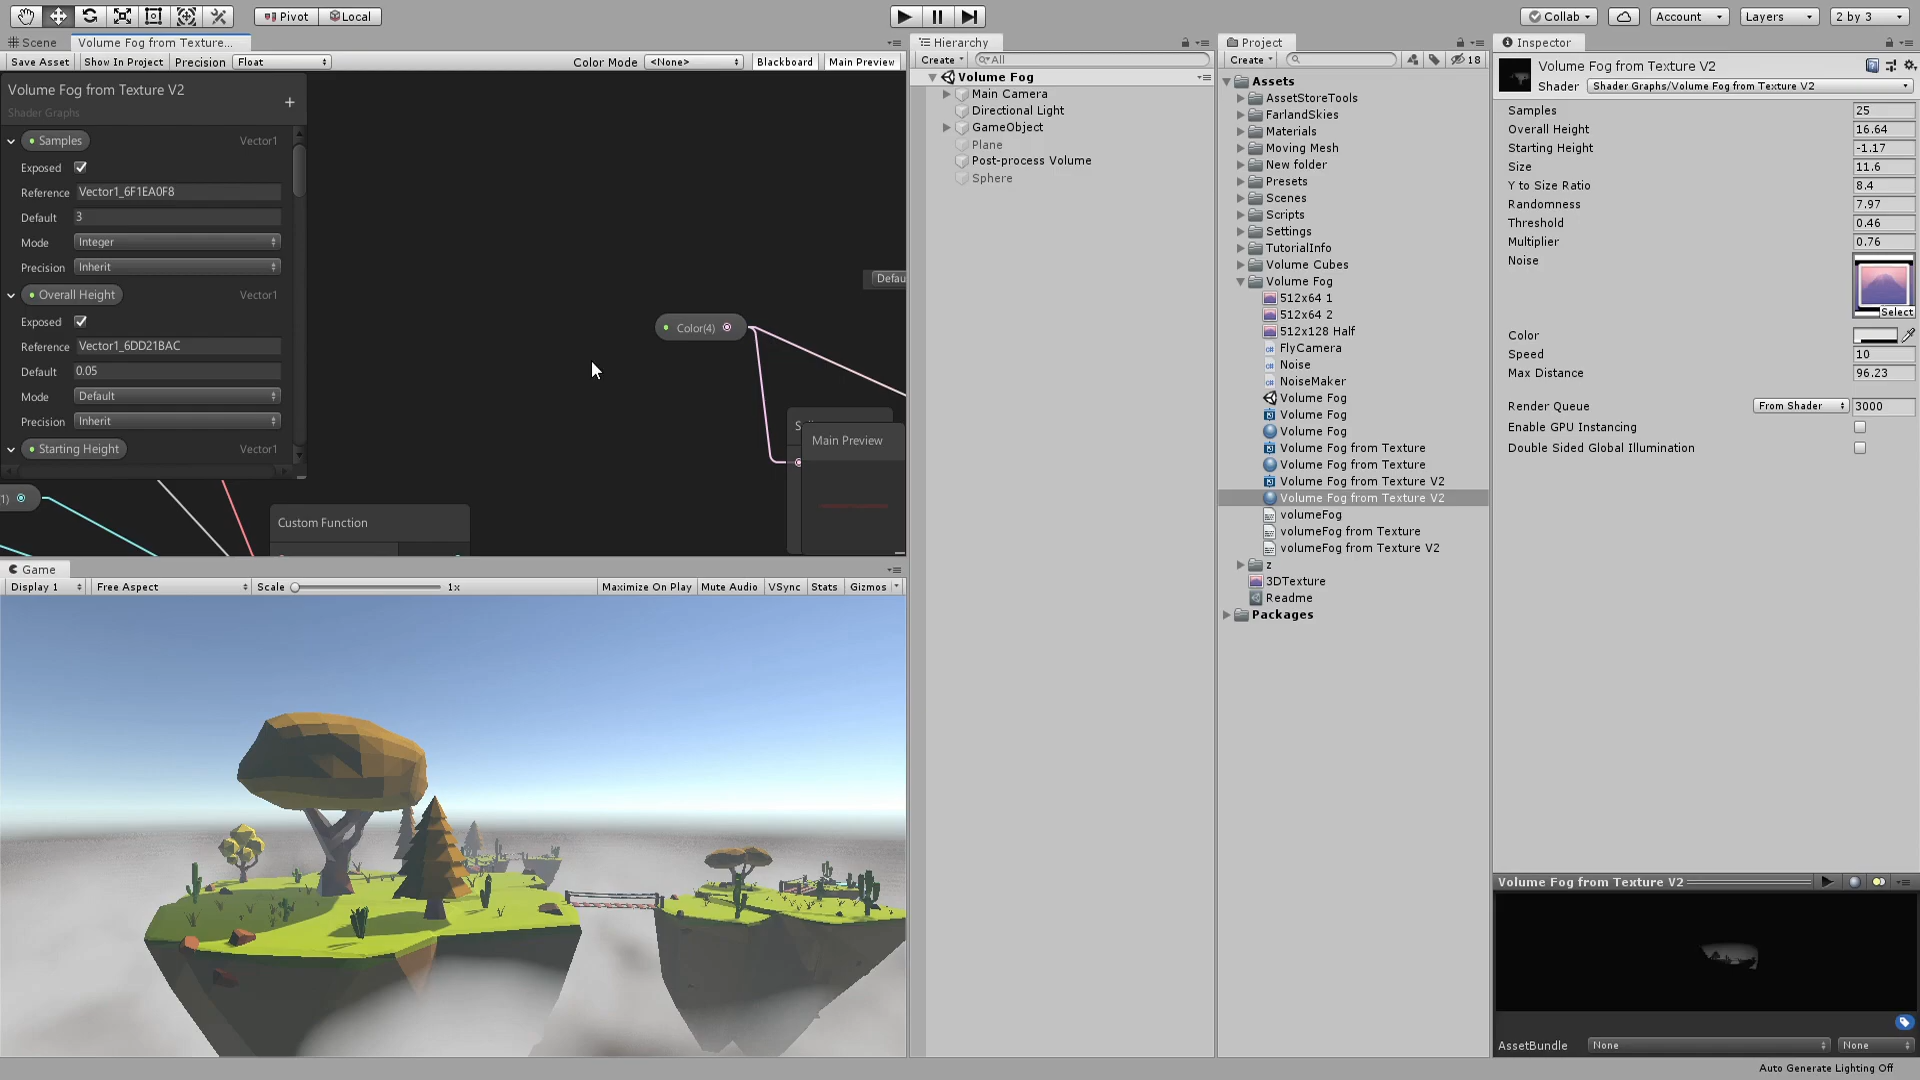 Pivot Local Collab Account Layers 2 by 3
Scene Volume Fog from Texture...
Save Asset Show In Project Precision Float Color Mode <None> Blackboard Main Preview
Volume Fog from Texture V2
Shader Graphs
Samples Vector1
Exposed
Reference Vector1_6F1EA0F8
Default 3
Mode Integer
Precision Inherit
Overall Height Vector1
Exposed
Reference Vector1_6DD21BAC
Default 0.05
Mode Default
Precision Inherit
Starting Height Vector1
1)
Custom Function
Color(4)
Defau
S
Main Preview
Game
Display 1 Free Aspect Scale 1x Maximize On Play Mute Audio VSync Stats Gizmos
Hierarchy
Create All
Volume Fog
Main Camera
Directional Light
GameObject
Plane
Post-process Volume
Sphere
Project
Create 18
Assets
AssetStoreTools
FarlandSkies
Materials
Moving Mesh
New folder
Presets
Scenes
Scripts
Settings
TutorialInfo
Volume Cubes
Volume Fog
512x64 1
512x64 2
512x128 Half
FlyCamera
Noise
NoiseMaker
Volume Fog
Volume Fog
Volume Fog
Volume Fog from Texture
Volume Fog from Texture
Volume Fog from Texture V2
Volume Fog from Texture V2
volumeFog
volumeFog from Texture
volumeFog from Texture V2
z
3DTexture
Readme
Packages
Inspector
Volume Fog from Texture V2
Shader Shader Graphs/Volume Fog from Texture V2
Samples 25
Overall Height 16.64
Starting Height -1.17
Size 11.6
Y to Size Ratio 8.4
Randomness 7.97
Threshold 0.46
Multiplier 0.76
Noise
Select
Color
Speed 10
Max Distance 96.23
Render Queue From Shader 3000
Enable GPU Instancing
Double Sided Global Illumination
Volume Fog from Texture V2
AssetBundle None None
Auto Generate Lighting Off